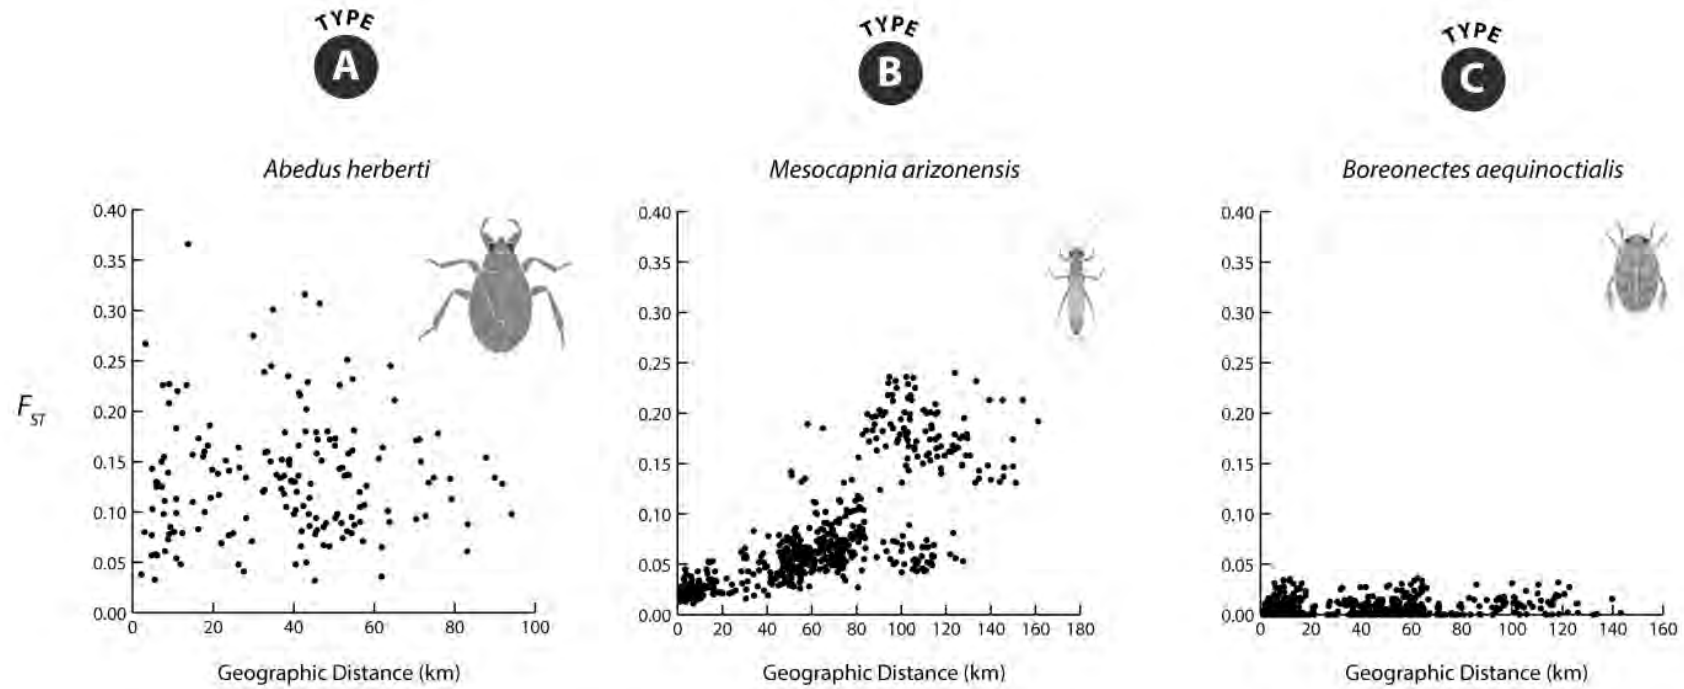 TYPE
A
TYPE
B
TYPE
C
Abedus herberti
Mesocapnia arizonensis
Boreonectes aequinoctialis
F_ST
0.40
0.35
0.30
0.25
0.20
0.15
0.10
0.05
0.00
0 20 40 60 80 100
Geographic Distance (km)
0.40
0.35
0.30
0.25
0.20
0.15
0.10
0.05
0.00
0 20 40 60 80 100 120 140 160 180
Geographic Distance (km)
0.40
0.35
0.30
0.25
0.20
0.15
0.10
0.05
0.00
0 20 40 60 80 100 120 140 160
Geographic Distance (km)